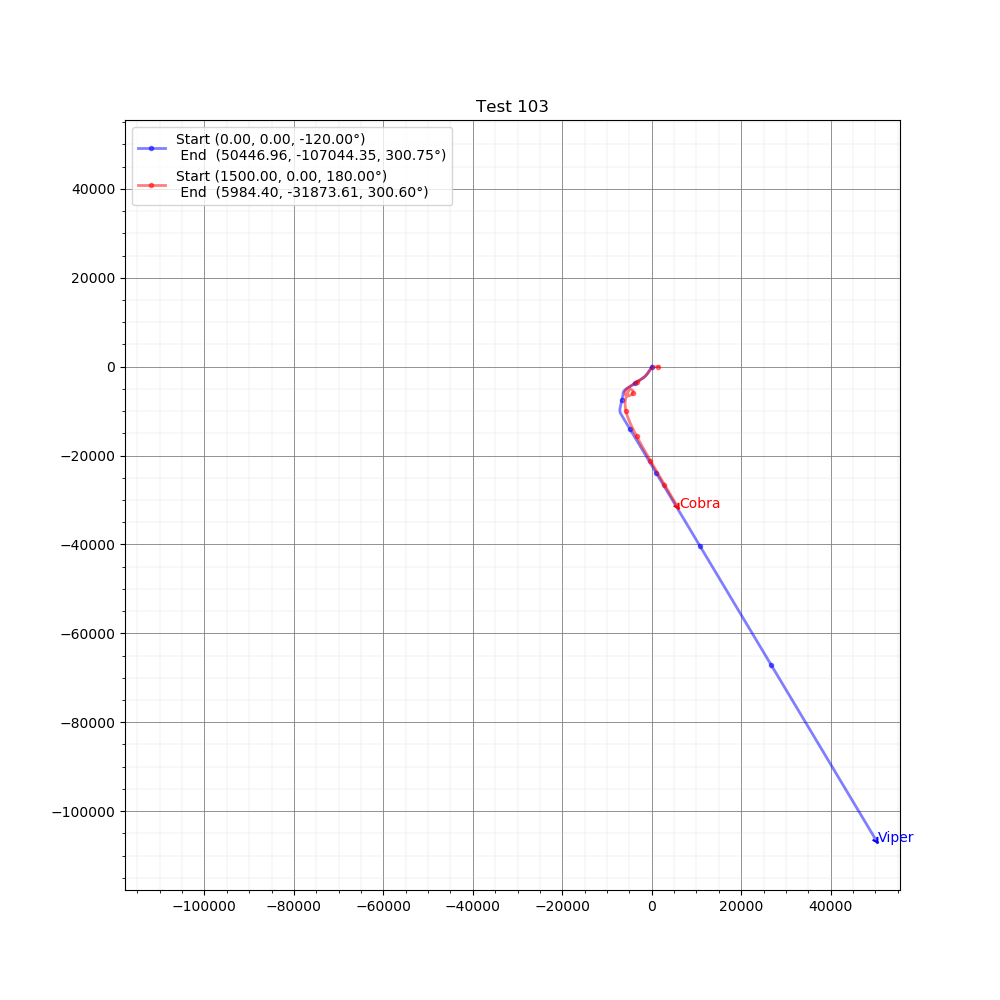 Test 103
Start (0.00, 0.00, -120.00°)
End  (50446.96, -107044.35, 300.75°)
Start (1500.00, 0.00, 180.00°)
End  (5984.40, -31873.61, 300.60°)
40000
20000
0
−20000
−40000
−60000
−80000
−100000
Cobra
Viper
−100000 −80000 −60000 −40000 −20000 0 20000 40000